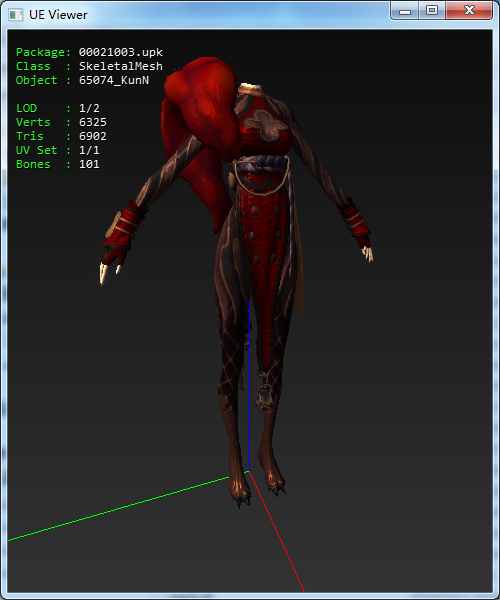 UE Viewer
Package: 00021003.upk
Class : SkeletalMesh
Object : 65074_KunN
LOD : 1/2
Verts : 6325
Tris : 6902
UV Set : 1/1
Bones : 101